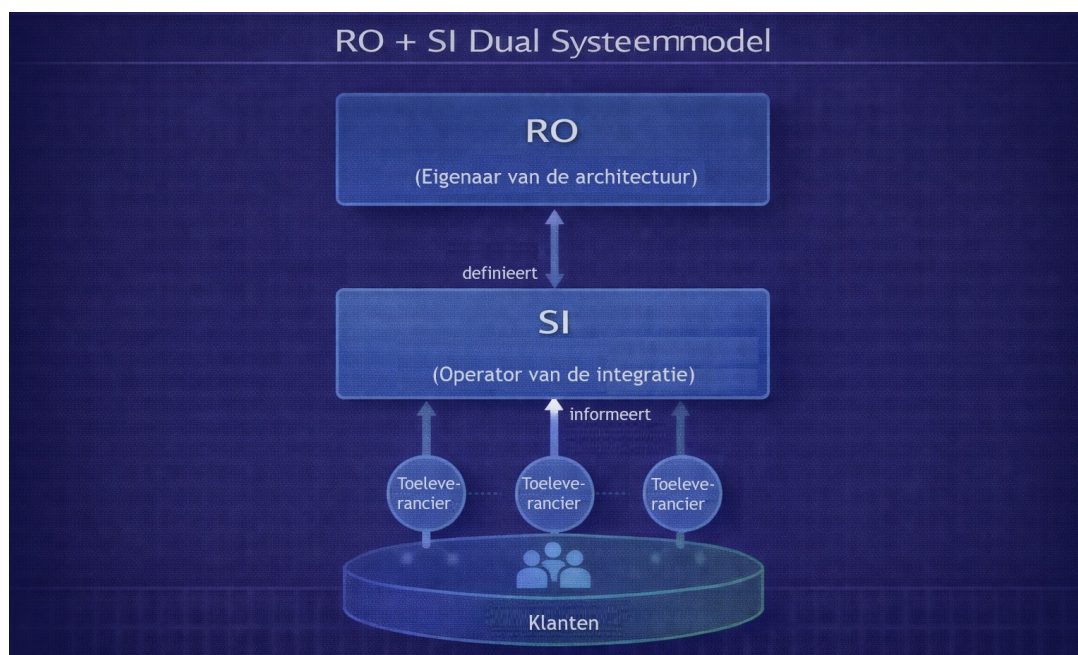 RO + SI Dual Systeemmodel
RO
(Eigenaar van de architectuur)
definieert
SI
(Operator van de integratie)
informeert
Toeleve-
rancier
Toeleve-
rancier
Toeleve-
rancier
Klanten